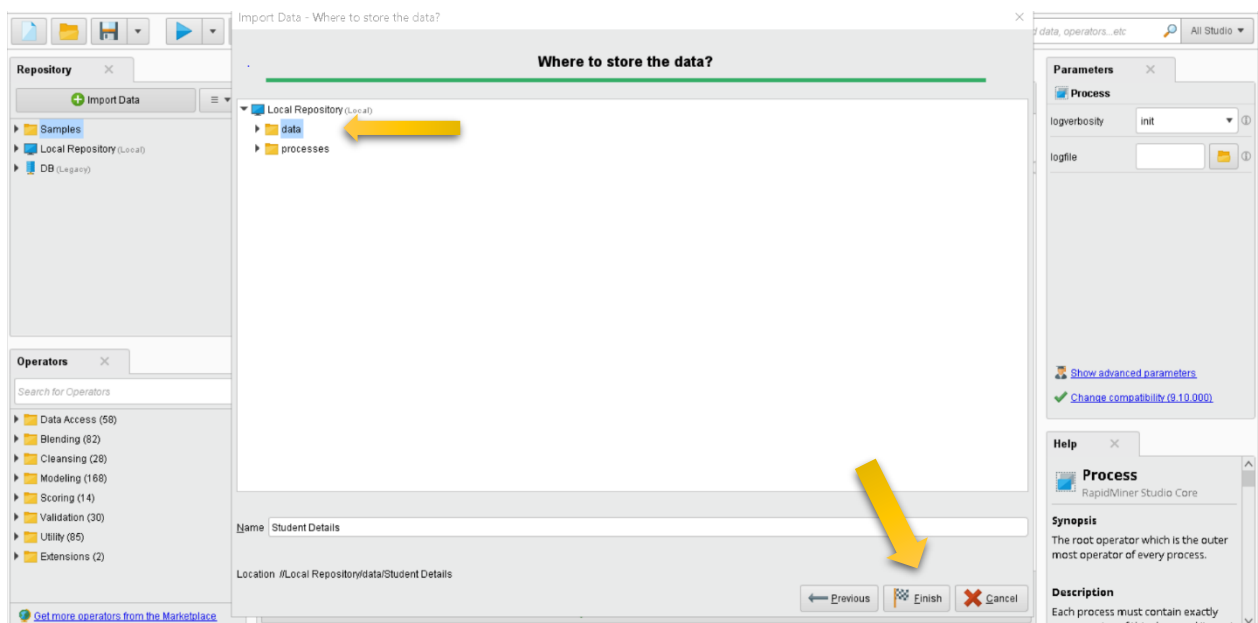 Import Data - Where to store the data?
d data, operators...etc
All Studio
Repository
Import Data
Samples
Local Repository (Local)
DB (Legacy)
Where to store the data?
Local Repository (Local)
data
processes
Name Student Details
Location //Local Repository/data/Student Details
Previous
Finish
Cancel
Operators
Search for Operators
Data Access (58)
Blending (82)
Cleansing (28)
Modeling (168)
Scoring (14)
Validation (30)
Utility (85)
Extensions (2)
Get more operators from the Marketplace
Parameters
Process
logverbosity init
logfile
Show advanced parameters
Change compatibility (9.10.000)
Help
Process
RapidMiner Studio Core
Synopsis
The root operator which is the outer
most operator of every process.
Description
Each process must contain exactly